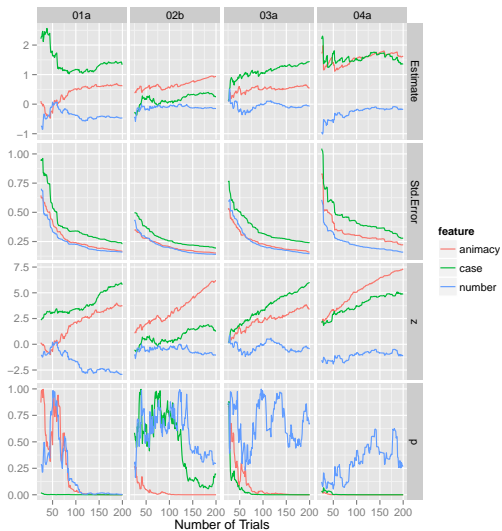 01a 02b 03a 04a
2
1
0
−1
Estimate
0.75
0.50
0.25
Std.Error
7.5
5.0
2.5
0.0
−2.5
z
1.00
0.75
0.50
0.25
0.00
p
50 100 150 200 50 100 150 200 50 100 150 200 50 100 150 200
Number of Trials
feature
animacy
case
number